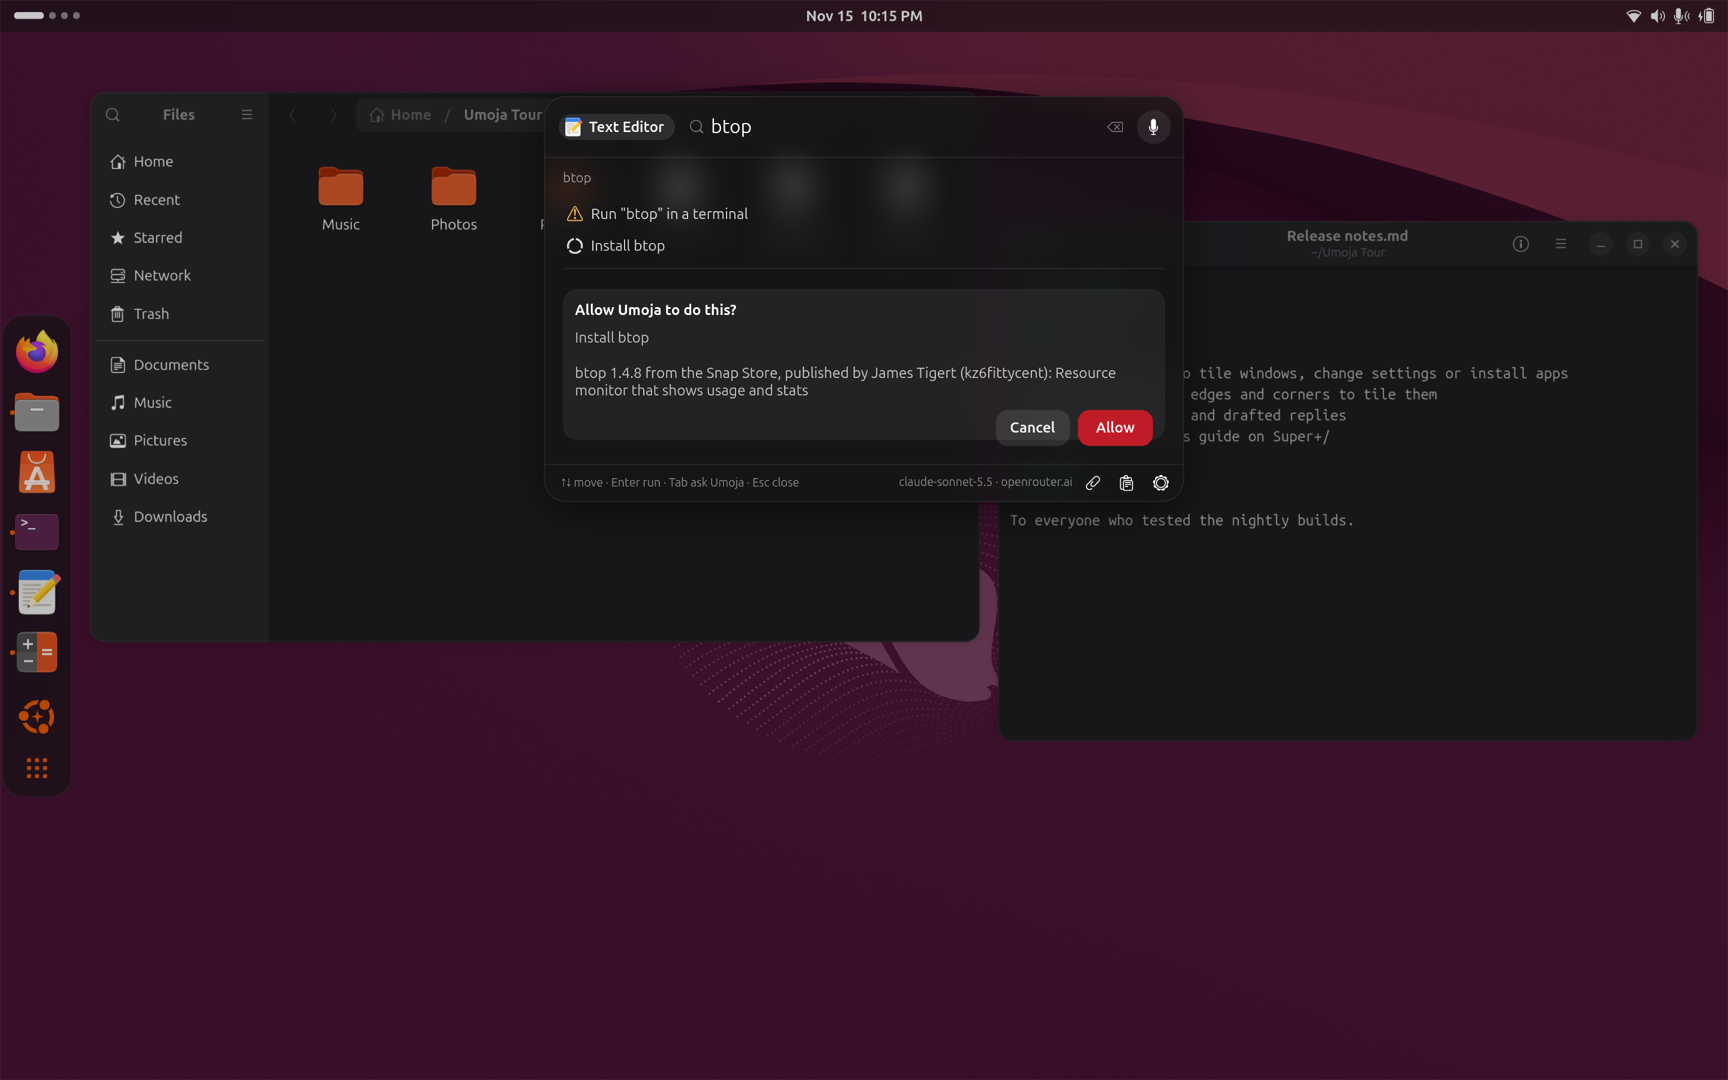 Nov 15 10:15 PM
Files
Home / Umoja Tour
Home
Recent
Starred
Network
Trash
Documents
Music
Pictures
Videos
Downloads
Music
Photos
Text Editor
btop
btop
Run "btop" in a terminal
Install btop
Allow Umoja to do this?
Install btop
btop 1.4.8 from the Snap Store, published by James Tigert (kz6fittycent): Resource
monitor that shows usage and stats
Cancel
Allow
↑↓ move · Enter run · Tab ask Umoja · Esc close
claude-sonnet-5.5 · openrouter.ai
Release notes.md
~/Umoja Tour
tile windows, change settings or install apps
edges and corners to tile them
and drafted replies
guide on Super+/
To everyone who tested the nightly builds.